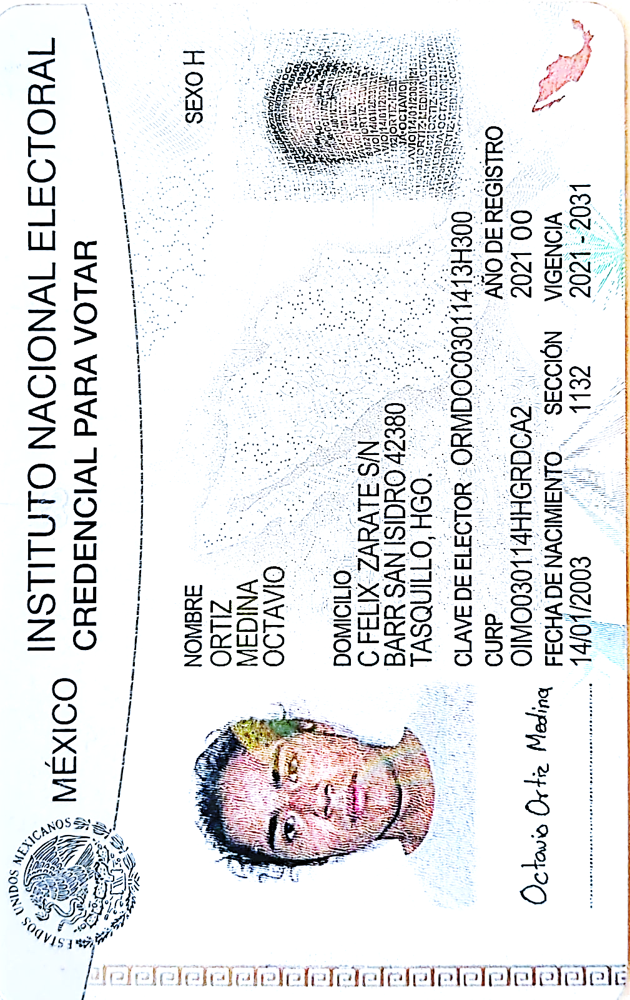 ESTADOS UNIDOS MEXICANOS
MÉXICO INSTITUTO NACIONAL ELECTORAL
CREDENCIAL PARA VOTAR
NOMBRE
ORTIZ
MEDINA
OCTAVIO
SEXO H
DOMICILIO
C FELIX ZARATE S/N
BARR SAN ISIDRO 42380
TASQUILLO, HGO.
CLAVE DE ELECTOR ORMDOC03011413H300
CURP
OIMO030114HHGRDCA2
AÑO DE REGISTRO
2021 00
FECHA DE NACIMIENTO
14/01/2003
SECCIÓN
1132
VIGENCIA
2021 - 2031
Octavio Ortiz Medina